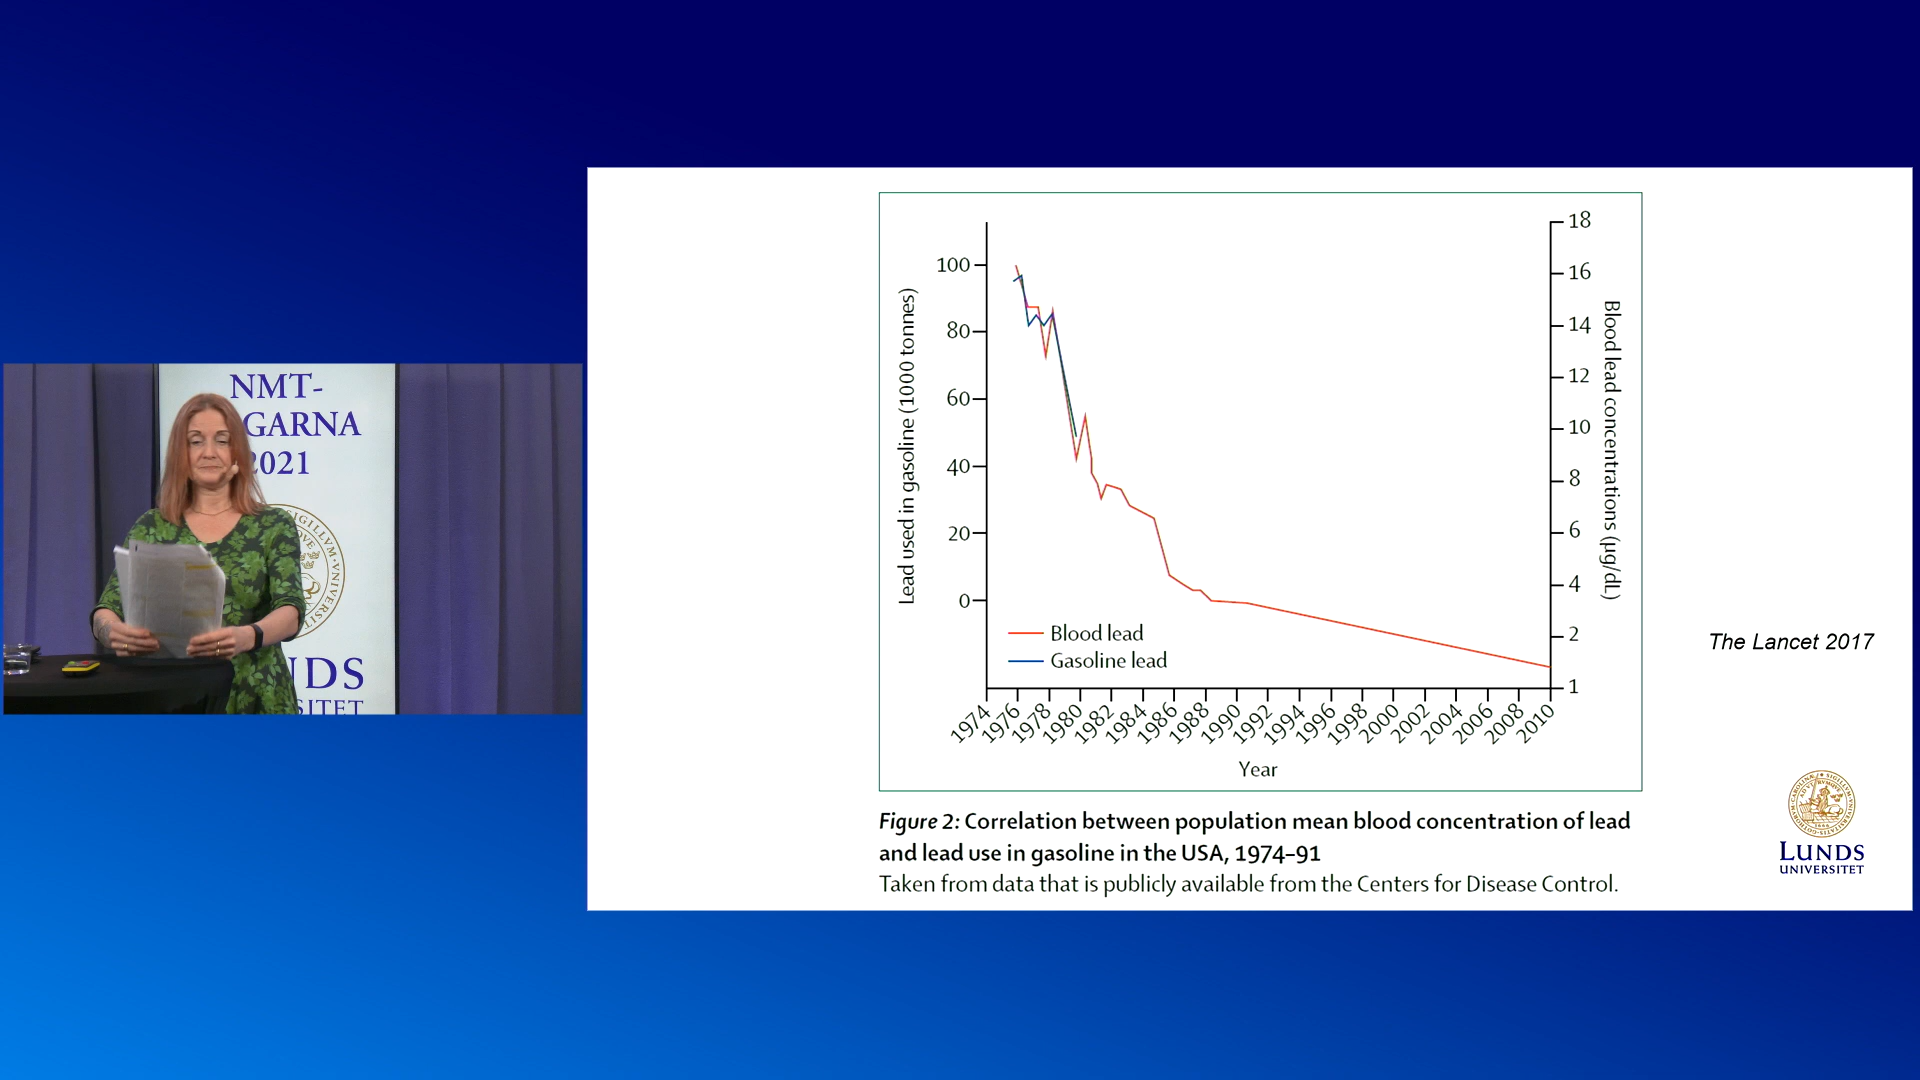 NMT-
GARNA
2021
SIGILLVM
VNIVERSIT
NDS
SITET
100
80
60
40
20
0
Lead used in gasoline (1000 tonnes)
18
16
14
12
10
8
6
4
2
1
Blood lead concentrations (µg/dL)
Blood lead
Gasoline lead
1974 1976 1978 1980 1982 1984 1986 1988 1990 1992 1994 1996 1998 2000 2002 2004 2006 2008 2010
Year
Figure 2: Correlation between population mean blood concentration of lead
and lead use in gasoline in the USA, 1974–91
Taken from data that is publicly available from the Centers for Disease Control.
The Lancet 2017
LUNDS
UNIVERSITET